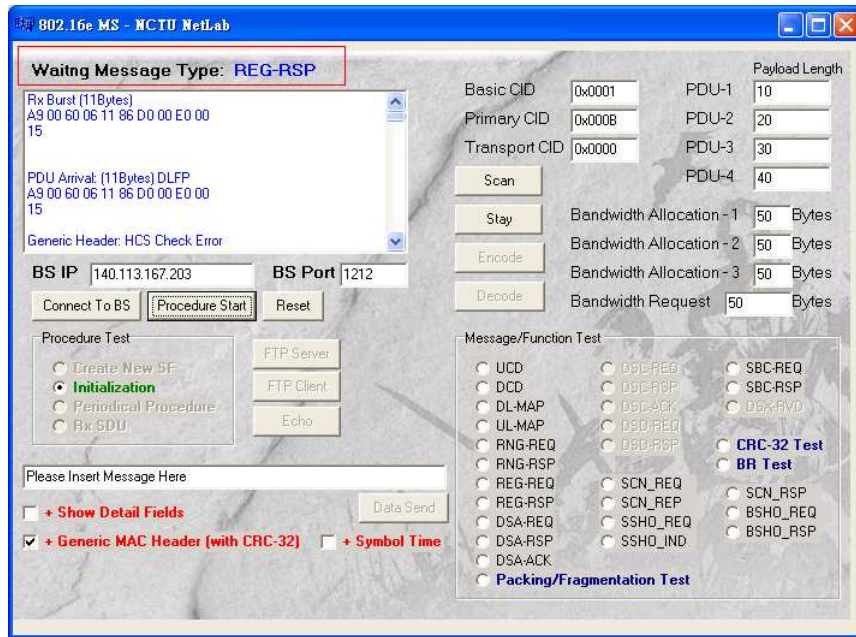 802.16e MS - NCTU NetLab
Waitng Message Type: REG-RSP
Rx Burst (11Bytes)
A9 00 60 06 11 86 D0 00 E0 00
15
PDU Arrival: (11Bytes) DLFP
A9 00 60 06 11 86 D0 00 E0 00
15
Generic Header: HCS Check Error
BS IP 140.113.167.203 BS Port 1212
Connect To BS Procedure Start Reset
Procedure Test
Create New SF
Initialization
Periodical Procedure
Rx SDU
FTP Server
FTP Client
Echo
Please Insert Message Here
+ Show Detail Fields
Data Send
+ Generic MAC Header (with CRC-32) + Symbol Time
Payload Length
Basic CID 0x0001 PDU-1 10
Primary CID 0x000B PDU-2 20
Transport CID 0x0000 PDU-3 30
PDU-4 40
Scan
Stay
Encode
Decode
Bandwidth Allocation - 1 50 Bytes
Bandwidth Allocation - 2 50 Bytes
Bandwidth Allocation - 3 50 Bytes
Bandwidth Request 50 Bytes
Message/Function Test
UCD
DCD
DL-MAP
UL-MAP
RNG-REQ
RNG-RSP
REG-REQ
REG-RSP
DSA-REQ
DSA-RSP
DSA-ACK
Packing/Fragmentation Test
DSC-REQ
DSC-RSP
DSC-ACK
DSD-REQ
DSD-RSP
SCN_REQ
SCN_REP
SSHO_REQ
SSHO_IND
SBC-REQ
SBC-RSP
DSX-RVD
CRC-32 Test
BR Test
SCN_RSP
BSHO_REQ
BSHO_RSP